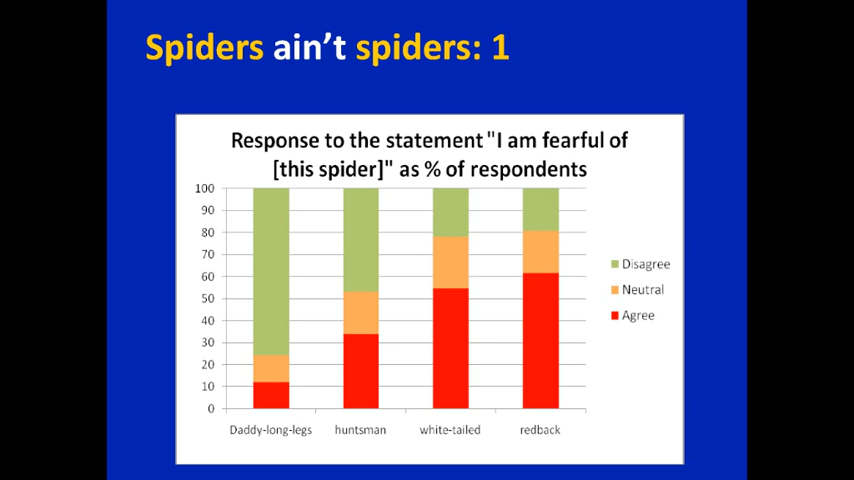 Spiders ain’t spiders: 1
Response to the statement "I am fearful of
[this spider]" as % of respondents
100
90
80
70
60
50
40
30
20
10
0
Daddy-long-legs huntsman white-tailed redback
Disagree
Neutral
Agree